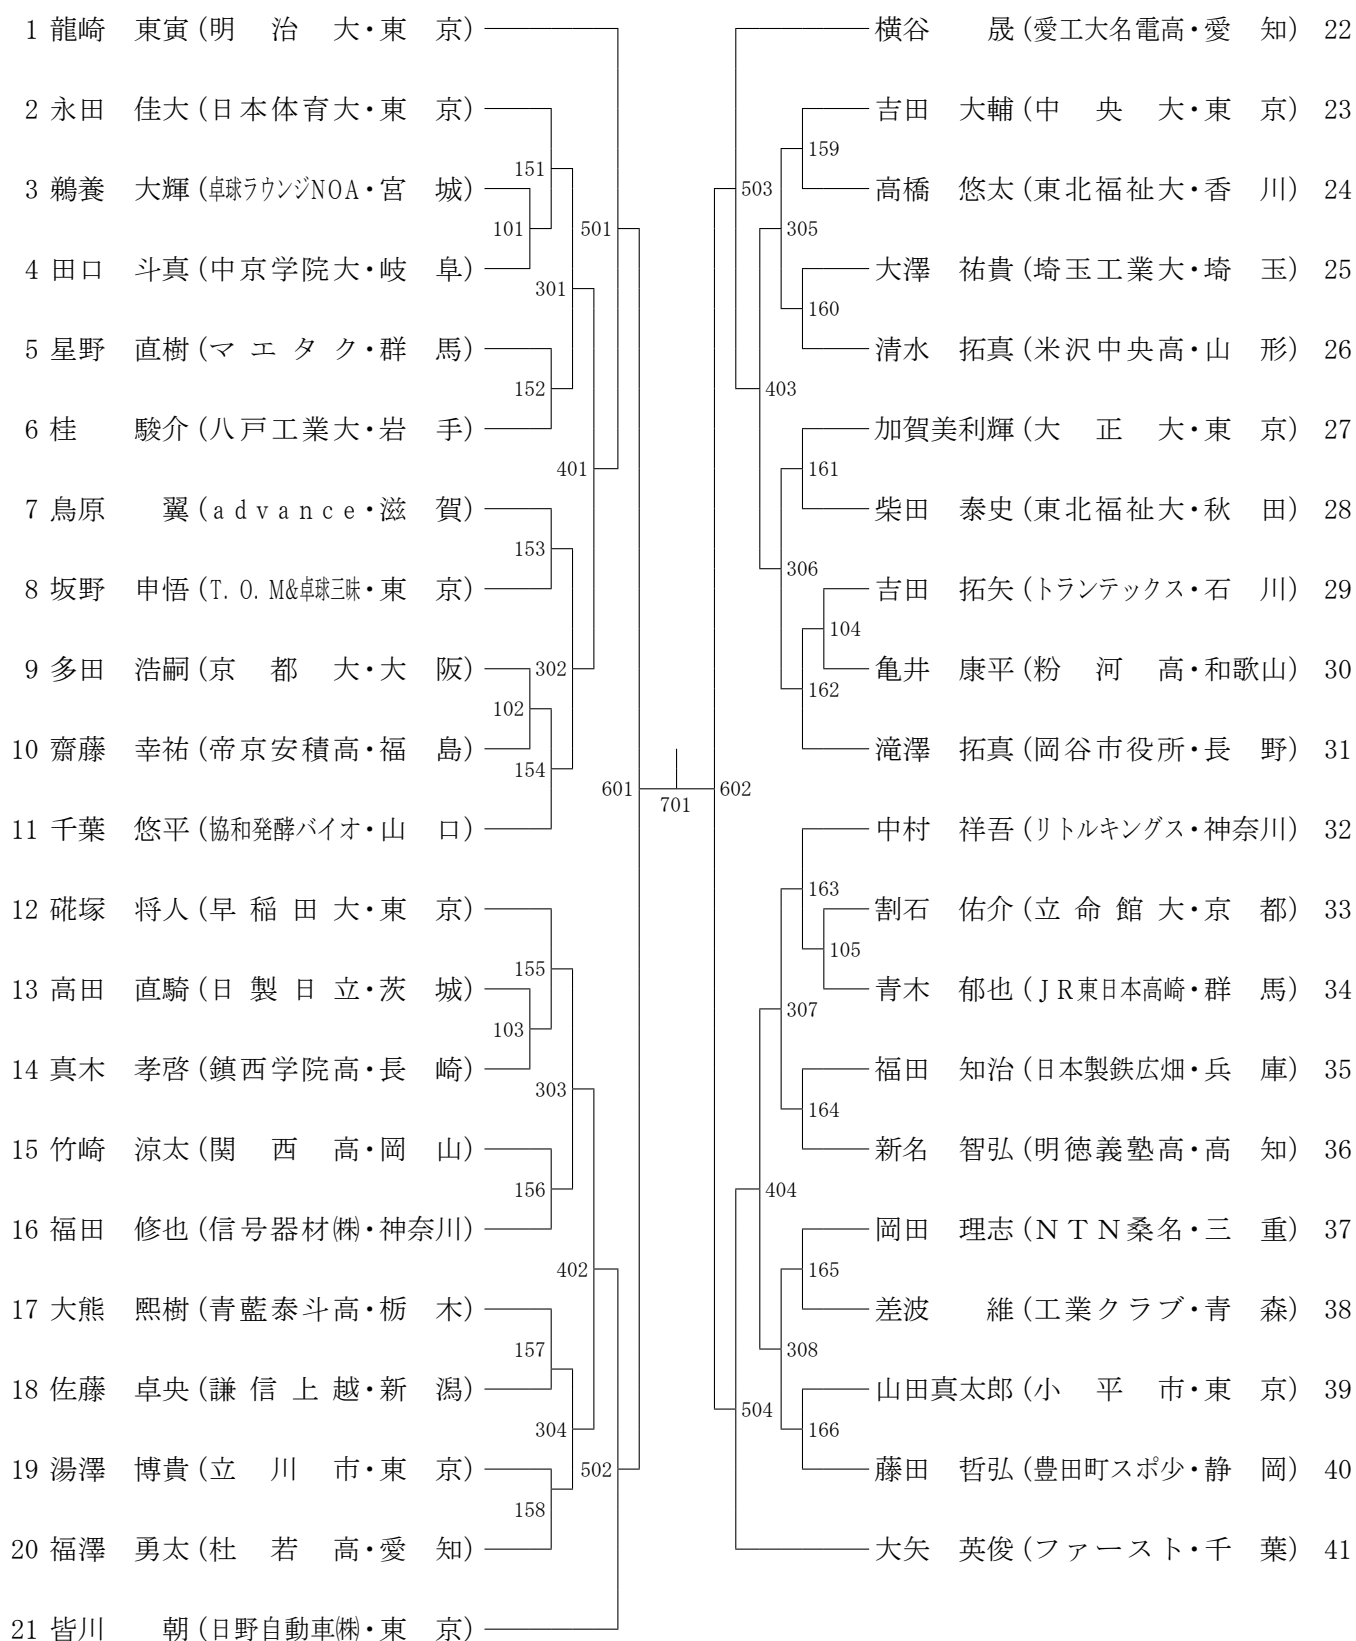 1 龍崎 東寅 (明治大・東京)
2 永田 佳大 (日本体育大・東京)
3 鵜養 大輝 (卓球ラウンジNOA・宮城)
4 田口 斗真 (中京学院大・岐阜)
5 星野 直樹 (マエタク・群馬)
6 桂 駿介 (八戸工業大・岩手)
7 鳥原 翼 (advance・滋賀)
8 坂野 申悟 (T.O.M&卓球三昧・東京)
9 多田 浩嗣 (京都大・大阪)
10 齋藤 幸祐 (帝京安積高・福島)
11 千葉 悠平 (協和発酵バイオ・山口)
12 硴塚 将人 (早稲田大・東京)
13 高田 直騎 (日製日立・茨城)
14 真木 孝啓 (鎮西学院高・長崎)
15 竹崎 涼太 (関西高・岡山)
16 福田 修也 (信号器材㈱・神奈川)
17 大熊 熙樹 (青藍泰斗高・栃木)
18 佐藤 卓央 (謙信上越・新潟)
19 湯澤 博貴 (立川市・東京)
20 福澤 勇太 (杜若高・愛知)
21 皆川 朝 (日野自動車㈱・東京)
151
101
501
301
152
401
153
302
102
154
601
155
103
303
156
402
157
304
502
158
701
横谷 晟 (愛工大名電高・愛知) 22
吉田 大輔 (中央大・東京) 23
高橋 悠太 (東北福祉大・香川) 24
大澤 祐貴 (埼玉工業大・埼玉) 25
清水 拓真 (米沢中央高・山形) 26
加賀美利輝 (大正大・東京) 27
柴田 泰史 (東北福祉大・秋田) 28
吉田 拓矢 (トランテックス・石川) 29
亀井 康平 (粉河高・和歌山) 30
滝澤 拓真 (岡谷市役所・長野) 31
中村 祥吾 (リトルキングス・神奈川) 32
割石 佑介 (立命館大・京都) 33
青木 郁也 (JR東日本高崎・群馬) 34
福田 知治 (日本製鉄広畑・兵庫) 35
新名 智弘 (明徳義塾高・高知) 36
岡田 理志 (NTN桑名・三重) 37
差波 維 (工業クラブ・青森) 38
山田真太郎 (小平市・東京) 39
藤田 哲弘 (豊田町スポ少・静岡) 40
大矢 英俊 (ファースト・千葉) 41
159
503
305
160
403
161
306
104
162
602
163
105
307
164
404
165
308
504
166